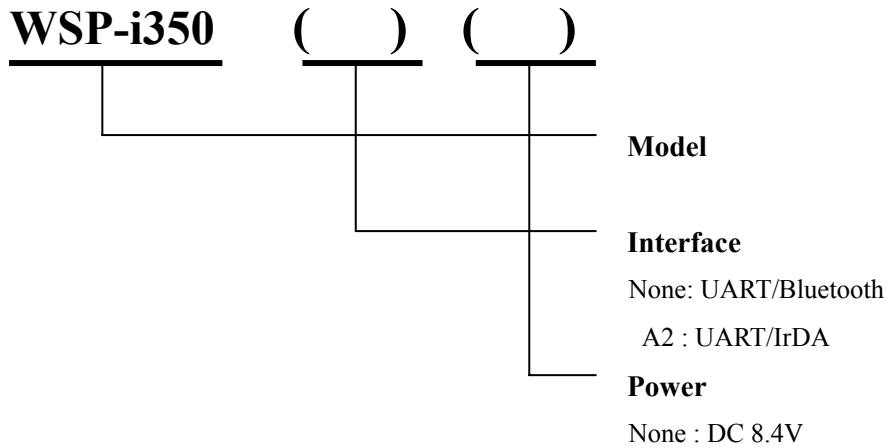 WSP-i350 ( ) ( )
Model
Interface
None: UART/Bluetooth
A2 : UART/IrDA
Power
None : DC 8.4V